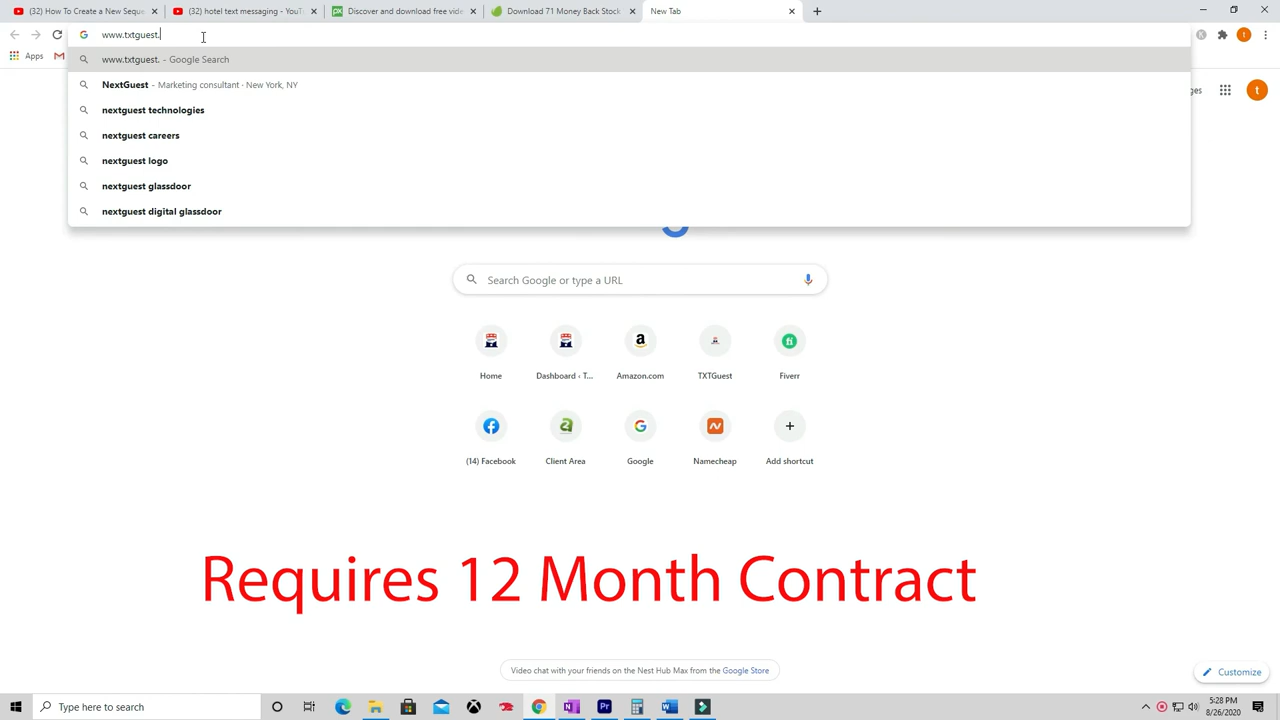 (32) How To Create a New Seque
(32) hotel text messaging - YouT
Discover and download free vide
Download 71 Money Back Stock
New Tab
www.txtguest.
www.txtguest. - Google Search
NextGuest - Marketing consultant · New York, NY
nextguest technologies
nextguest careers
nextguest logo
nextguest glassdoor
nextguest digital glassdoor
Apps
ges
t
Search Google or type a URL
Home
Dashboard ‹ T...
Amazon.com
TXTGuest
Fiverr
(14) Facebook
Client Area
Google
Namecheap
Add shortcut
Requires 12 Month Contract
Video chat with your friends on the Nest Hub Max from the Google Store
Customize
Type here to search
5:28 PM
8/26/2020